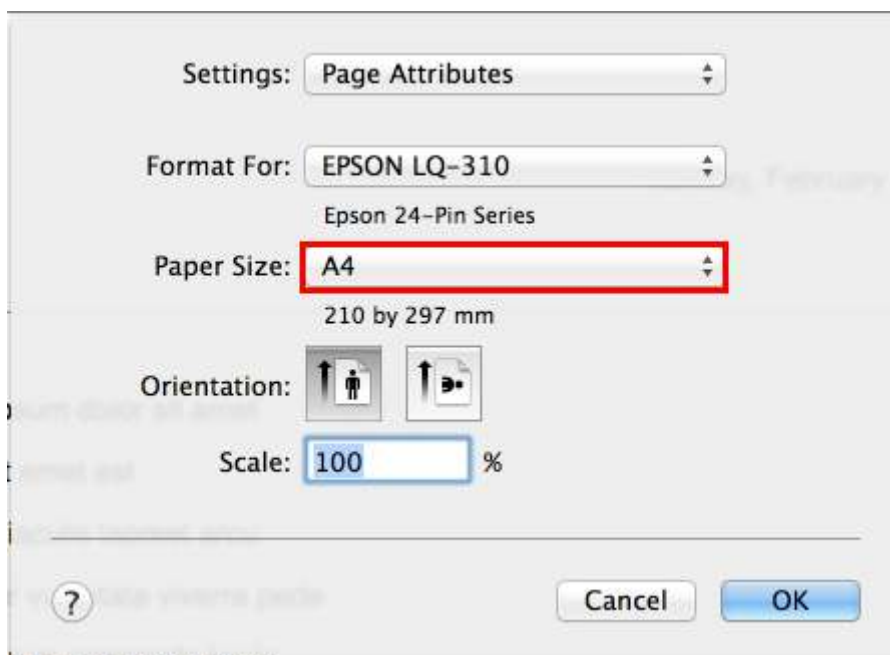 Settings: Page Attributes
Format For: EPSON LQ-310
Epson 24-Pin Series
Paper Size: A4
210 by 297 mm
Orientation:
Scale: 100 %
? Cancel OK